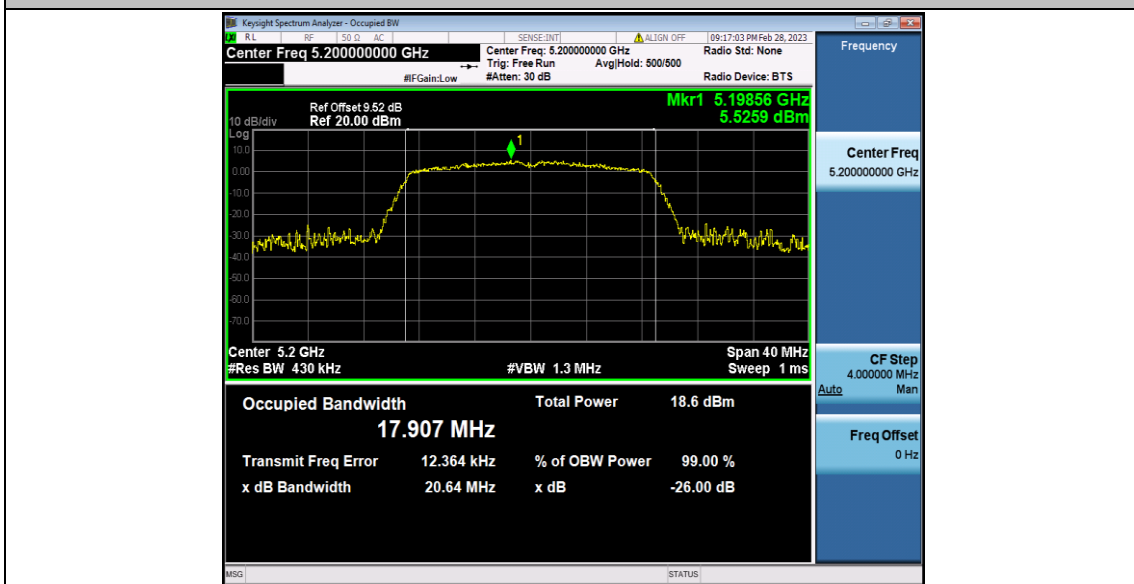 Keysight Spectrum Analyzer - Occupied BW
LXI RL RF 50 Ω AC SENSE:INT ALIGN OFF 09:17:03 PM Feb 28, 2023
Center Freq 5.200000000 GHz
Center Freq: 5.200000000 GHz Radio Std: None
Trig: Free Run Avg|Hold: 500/500
#IFGain:Low #Atten: 30 dB Radio Device: BTS
Frequency
Ref Offset 9.52 dB
10 dB/div Ref 20.00 dBm
Mkr1 5.19856 GHz
5.5259 dBm
Log
10.0
0.00
-10.0
-20.0
-30.0
-40.0
-50.0
-60.0
-70.0
1
Center 5.2 GHz Span 40 MHz
#Res BW 430 kHz #VBW 1.3 MHz Sweep 1 ms
Center Freq
5.200000000 GHz
CF Step
4.000000 MHz
Auto Man
Freq Offset
0 Hz
Occupied Bandwidth Total Power 18.6 dBm
17.907 MHz
Transmit Freq Error 12.364 kHz % of OBW Power 99.00 %
x dB Bandwidth 20.64 MHz x dB -26.00 dB
MSG STATUS